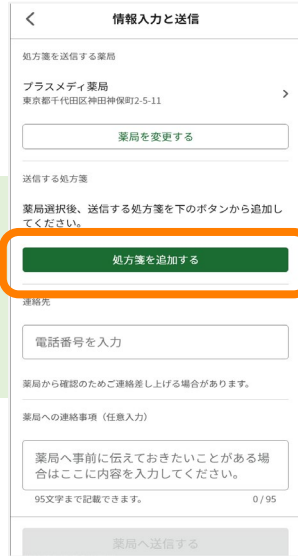 情報入力と送信
処方箋を送信する薬局
プラスメディ薬局
東京都千代田区神田神保町2-5-11
薬局を変更する
送信する処方箋
薬局選択後、送信する処方箋を下のボタンから追加し
てください。
処方箋を追加する
連絡先
電話番号を入力
薬局から確認のためご連絡差し上げる場合があります。
薬局への連絡事項（任意入力）
薬局へ事前に伝えておきたいことがある場
合はここに内容を入力してください。
95文字まで記載できます。 0 / 95
薬局へ送信する